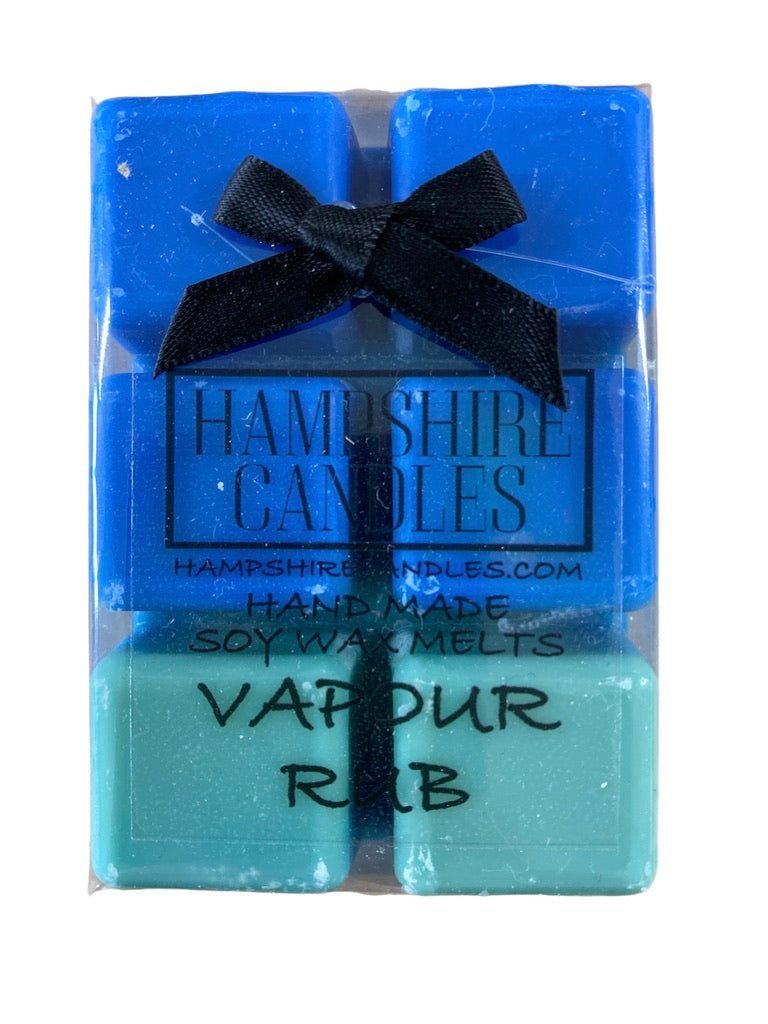 HAMPSHIRE
CANDLES
HAMPSHIRECANDLES.COM
HAND MADE
SOY WAX MELTS
VAPOUR
RUB